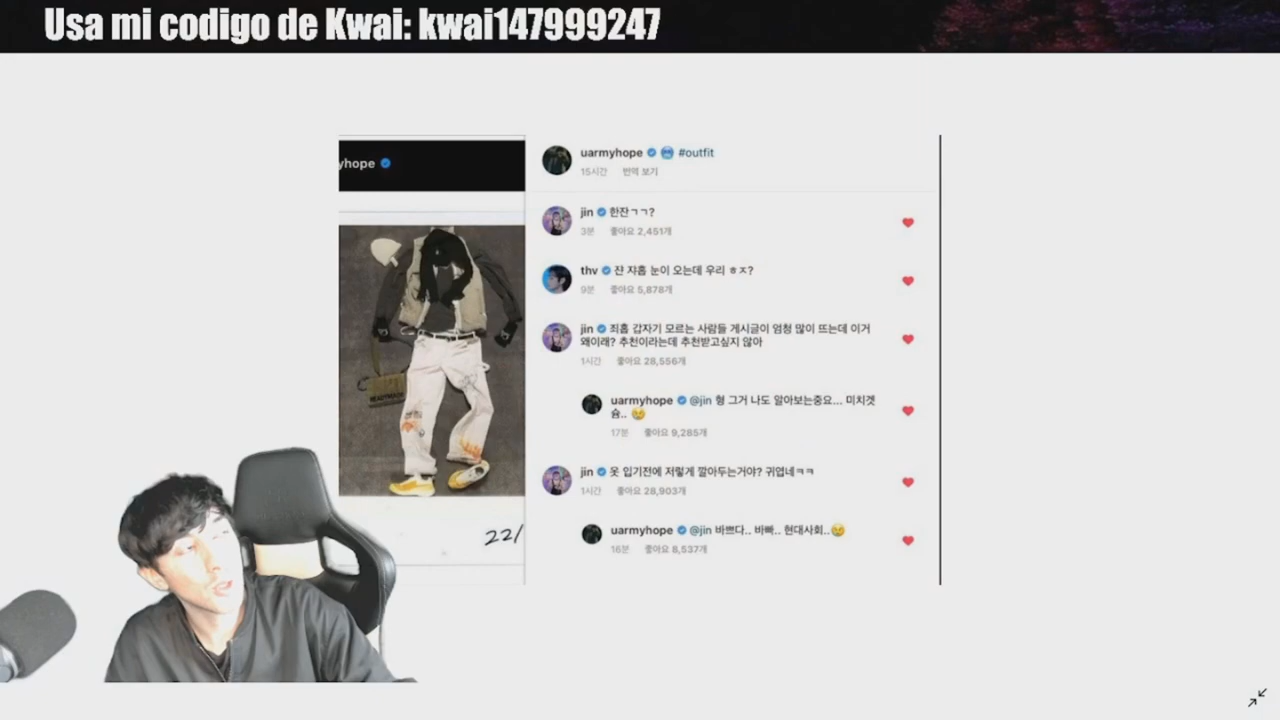 Usa mi codigo de Kwai: kwai147999247
yhope
uarmyhope #outfit
15시간 번역 보기
jin 한잔ㄱㄱ?
3분 좋아요 2,451개
thv 쟌 쟈홉 눈이 오는데 우리 ㅎㅈ?
9분 좋아요 5,878개
jin 죄홉 갑자기 모르는 사람들 게시글이 엄청 많이 뜨는데 이거
왜이래? 추천이라는데 추천받고싶지 않아
1시간 좋아요 28,556개
uarmyhope @jin 형 그거 나도 알아보는중요... 미치겟
슘..
17분 좋아요 9,285개
jin 옷 입기전에 저렇게 깔아두는거야? 귀엽네ㅋㅋ
1시간 좋아요 28,903개
uarmyhope @jin 바쁘다.. 바빠.. 현대사회..
16분 좋아요 8,537개
READYMADE
22/